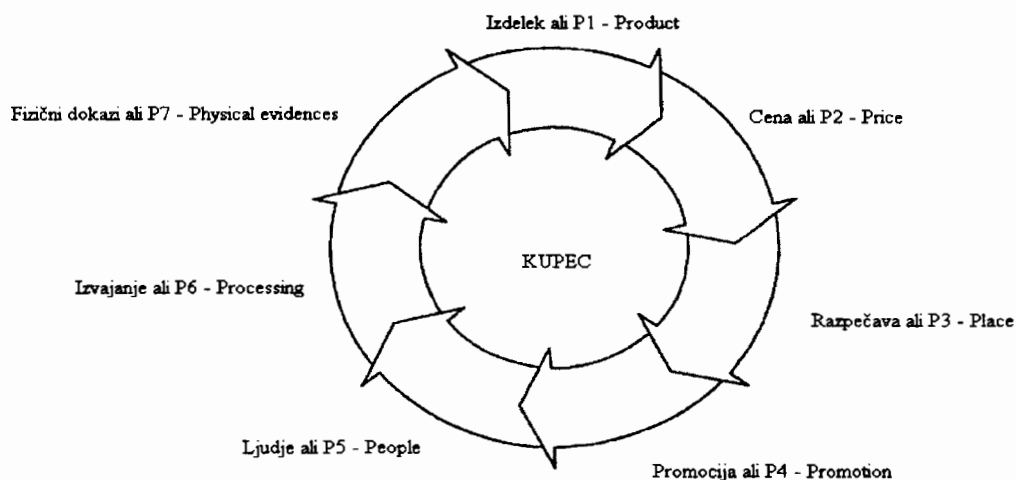 Izdelek ali P1 - Product
Cena ali P2 - Price
Razpečava ali P3 - Place
Promocija ali P4 - Promotion
Ljudje ali P5 - People
Izvajanje ali P6 - Processing
Fizični dokazi ali P7 - Physical evidences
KUPEC